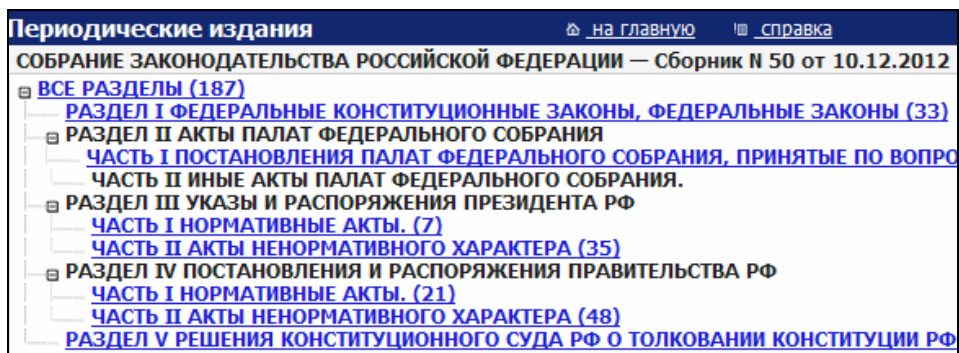 Периодические издания на главную справка
СОБРАНИЕ ЗАКОНОДАТЕЛЬСТВА РОССИЙСКОЙ ФЕДЕРАЦИИ — Сборник N 50 от 10.12.2012
ВСЕ РАЗДЕЛЫ (187)
РАЗДЕЛ I ФЕДЕРАЛЬНЫЕ КОНСТИТУЦИОННЫЕ ЗАКОНЫ, ФЕДЕРАЛЬНЫЕ ЗАКОНЫ (33)
РАЗДЕЛ II АКТЫ ПАЛАТ ФЕДЕРАЛЬНОГО СОБРАНИЯ
ЧАСТЬ I ПОСТАНОВЛЕНИЯ ПАЛАТ ФЕДЕРАЛЬНОГО СОБРАНИЯ, ПРИНЯТЫЕ ПО ВОПРО
ЧАСТЬ II ИНЫЕ АКТЫ ПАЛАТ ФЕДЕРАЛЬНОГО СОБРАНИЯ.
РАЗДЕЛ III УКАЗЫ И РАСПОРЯЖЕНИЯ ПРЕЗИДЕНТА РФ
ЧАСТЬ I НОРМАТИВНЫЕ АКТЫ. (7)
ЧАСТЬ II АКТЫ НЕНОРМАТИВНОГО ХАРАКТЕРА (35)
РАЗДЕЛ IV ПОСТАНОВЛЕНИЯ И РАСПОРЯЖЕНИЯ ПРАВИТЕЛЬСТВА РФ
ЧАСТЬ I НОРМАТИВНЫЕ АКТЫ. (21)
ЧАСТЬ II АКТЫ НЕНОРМАТИВНОГО ХАРАКТЕРА (48)
РАЗДЕЛ V РЕШЕНИЯ КОНСТИТУЦИОННОГО СУДА РФ О ТОЛКОВАНИИ КОНСТИТУЦИИ РФ